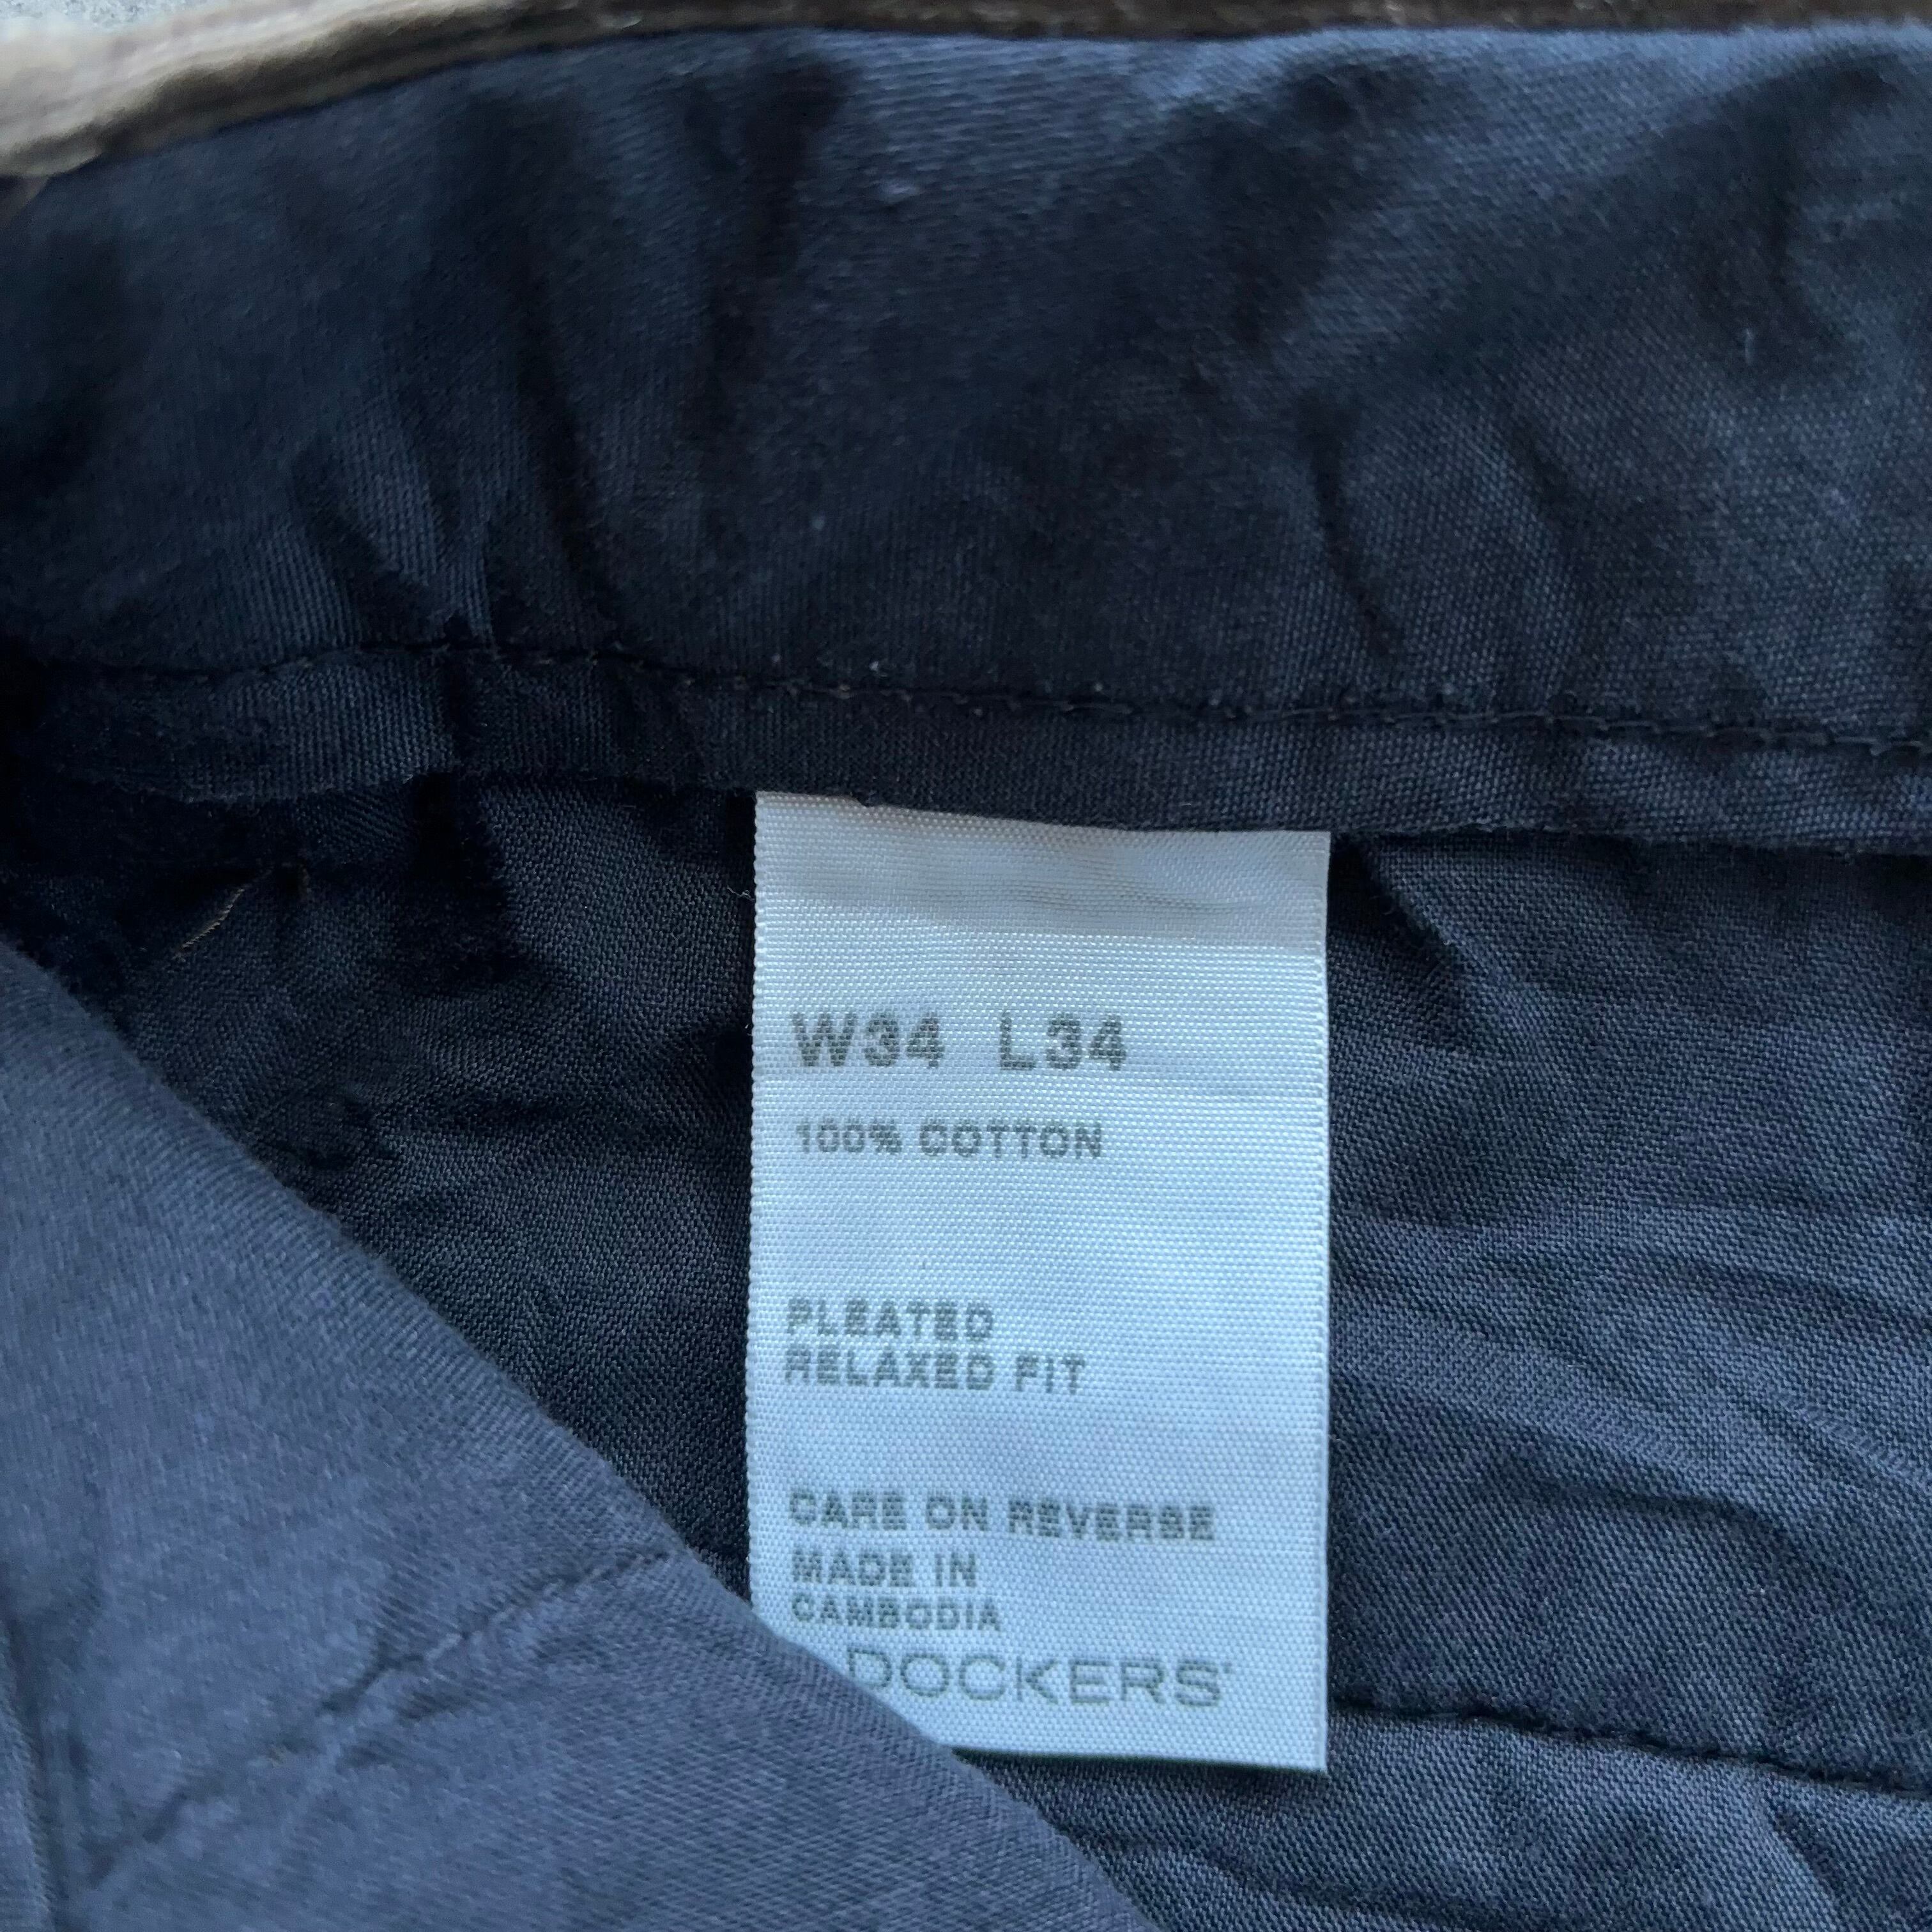 W34 L34
100% COTTON
PLEATED
RELAXED FIT
CARE ON REVERSE
MADE IN
CAMBODIA
DOCKERS